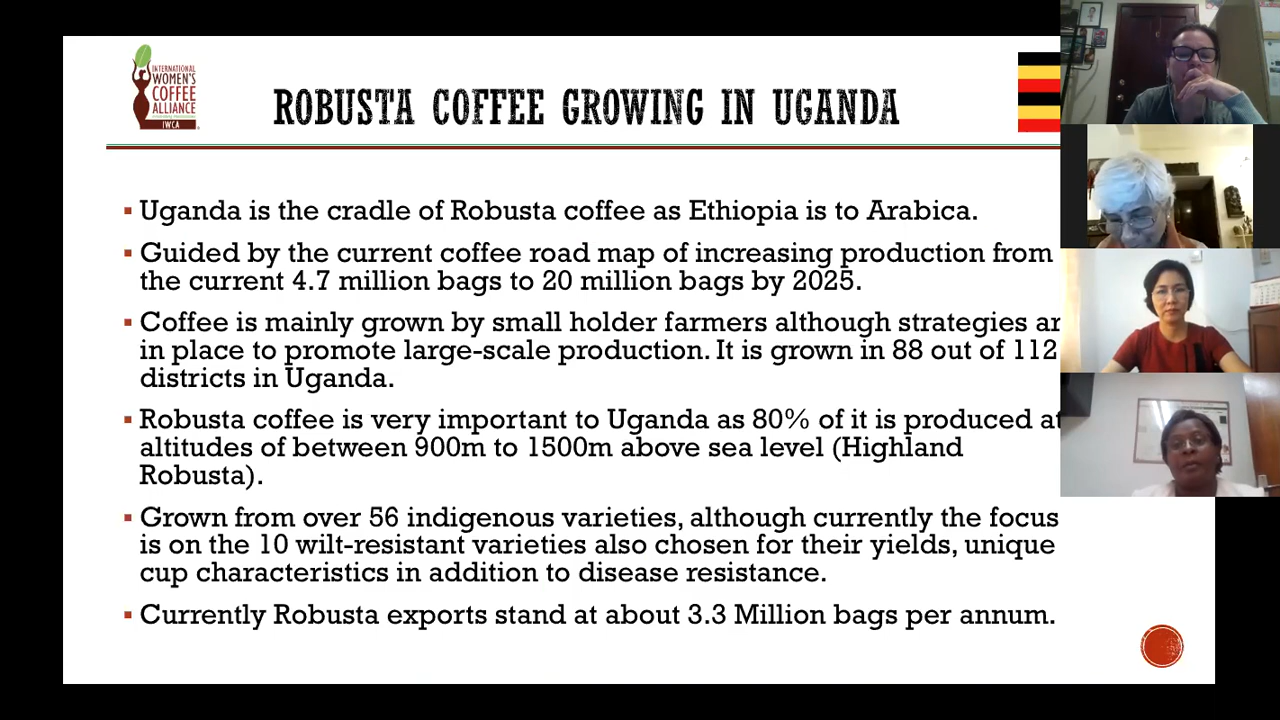 INTERNATIONAL
WOMEN'S
COFFEE
ALLIANCE
IWCA
ROBUSTA COFFEE GROWING IN UGANDA
Uganda is the cradle of Robusta coffee as Ethiopia is to Arabica.
Guided by the current coffee road map of increasing production from
the current 4.7 million bags to 20 million bags by 2025.
Coffee is mainly grown by small holder farmers although strategies ar
in place to promote large-scale production. It is grown in 88 out of 112
districts in Uganda.
Robusta coffee is very important to Uganda as 80% of it is produced at
altitudes of between 900m to 1500m above sea level (Highland
Robusta).
Grown from over 56 indigenous varieties, although currently the focus
is on the 10 wilt-resistant varieties also chosen for their yields, unique
cup characteristics in addition to disease resistance.
Currently Robusta exports stand at about 3.3 Million bags per annum.